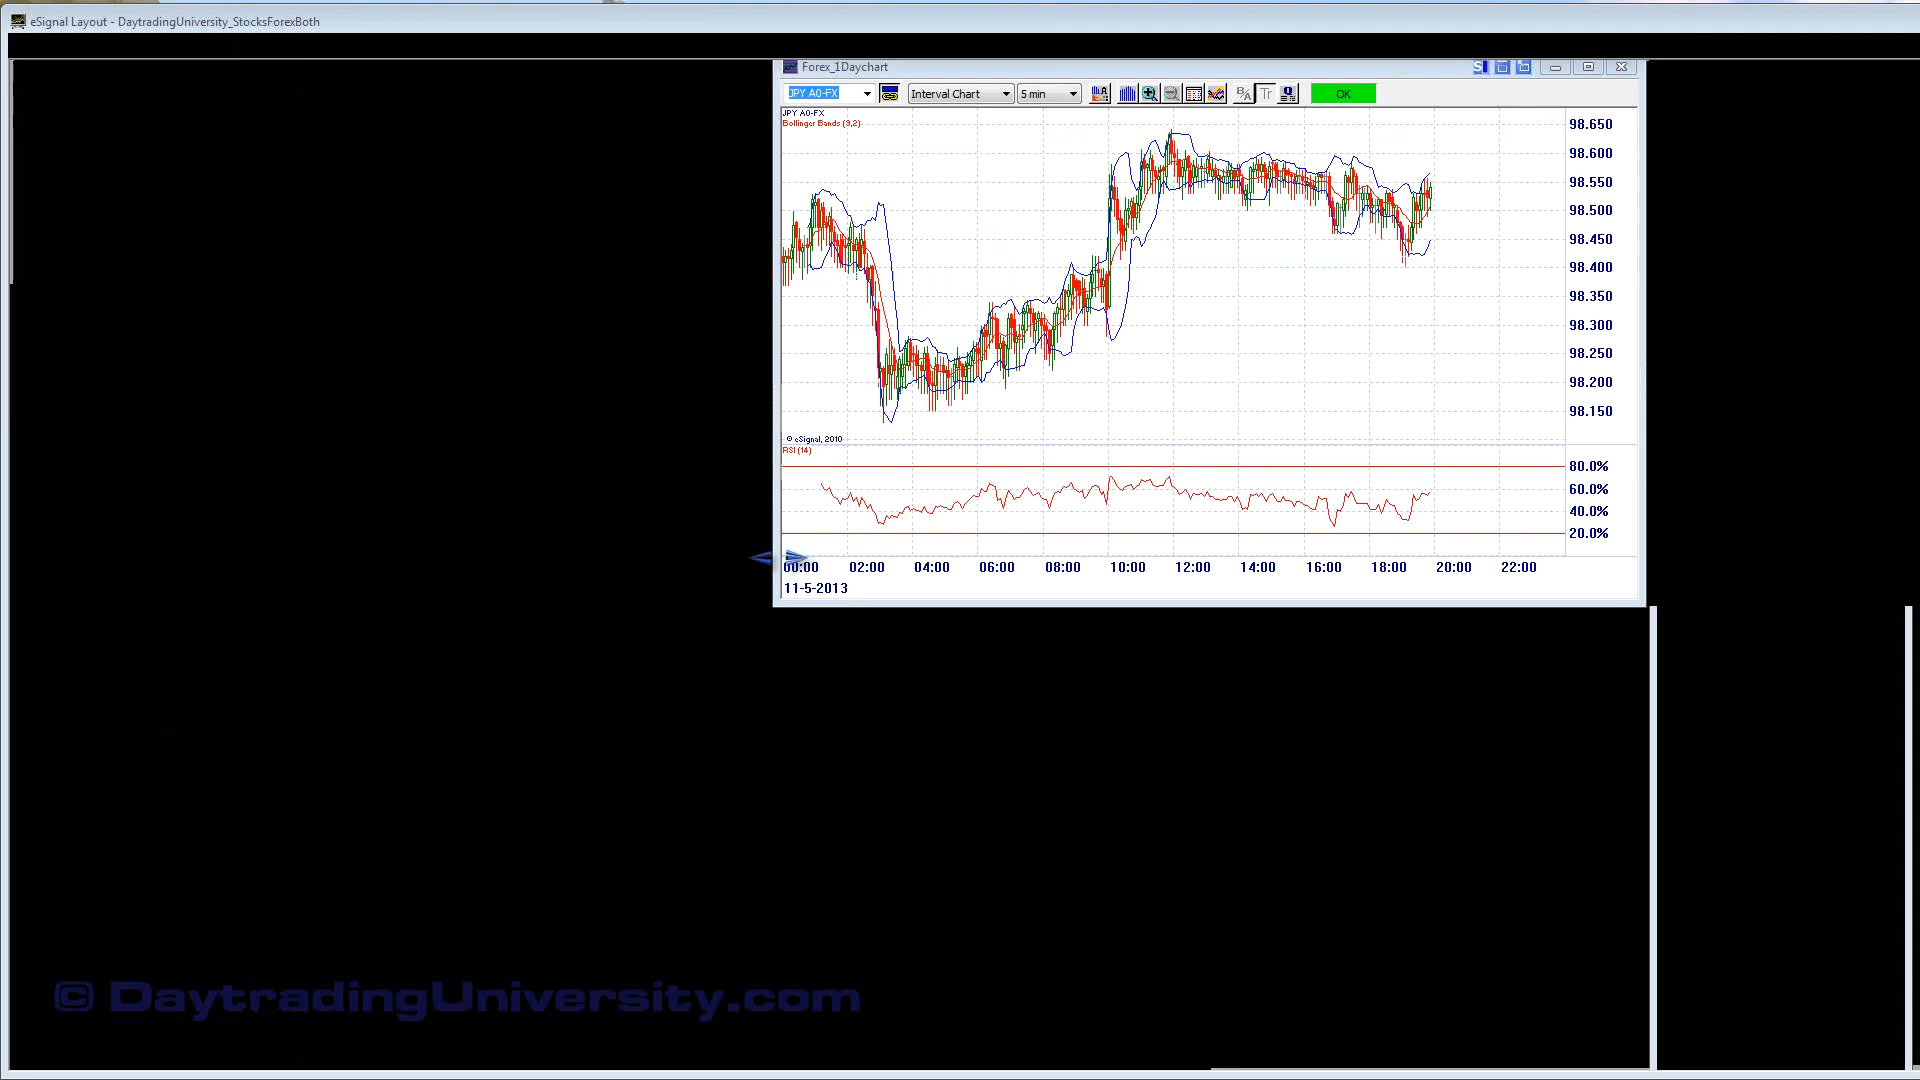 eSignal Layout - DaytradingUniversity_StocksForexBoth
Forex_1Daychart
JPY A0-FX
Interval Chart
5 min
B/A
Tr
OK
JPY A0-FX
Bollinger Bands (3,2)
98.650
98.600
98.550
98.500
98.450
98.400
98.350
98.300
98.250
98.200
98.150
© eSignal, 2010
RSI (14)
80.0%
60.0%
40.0%
20.0%
00:00 02:00 04:00 06:00 08:00 10:00 12:00 14:00 16:00 18:00 20:00 22:00
11-5-2013
© DaytradingUniversity.com